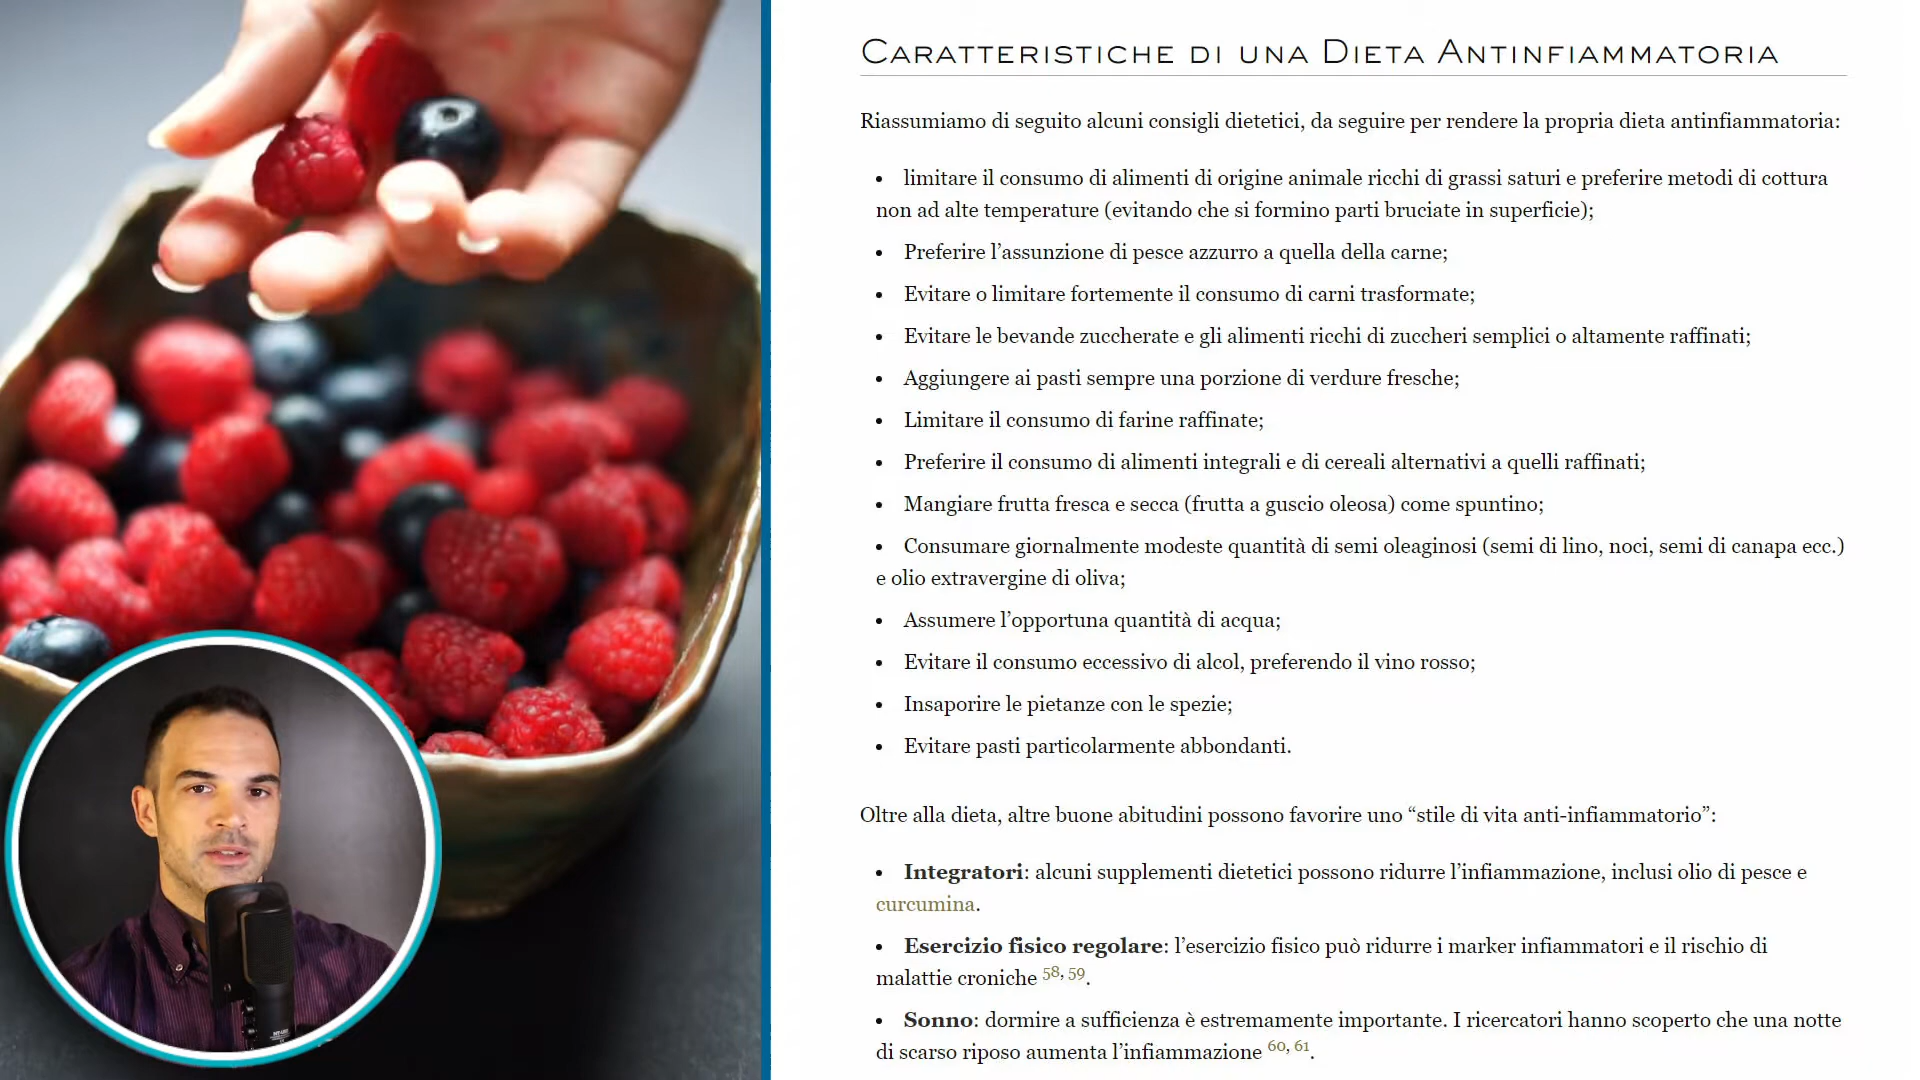 Caratteristiche di una Dieta Antinfiammatoria
Riassumiamo di seguito alcuni consigli dietetici, da seguire per rendere la propria dieta antinfiammatoria:
• limitare il consumo di alimenti di origine animale ricchi di grassi saturi e preferire metodi di cottura
non ad alte temperature (evitando che si formino parti bruciate in superficie);
• Preferire l’assunzione di pesce azzurro a quella della carne;
• Evitare o limitare fortemente il consumo di carni trasformate;
• Evitare le bevande zuccherate e gli alimenti ricchi di zuccheri semplici o altamente raffinati;
• Aggiungere ai pasti sempre una porzione di verdure fresche;
• Limitare il consumo di farine raffinate;
• Preferire il consumo di alimenti integrali e di cereali alternativi a quelli raffinati;
• Mangiare frutta fresca e secca (frutta a guscio oleosa) come spuntino;
• Consumare giornalmente modeste quantità di semi oleaginosi (semi di lino, noci, semi di canapa ecc.)
e olio extravergine di oliva;
• Assumere l’opportuna quantità di acqua;
• Evitare il consumo eccessivo di alcol, preferendo il vino rosso;
• Insaporire le pietanze con le spezie;
• Evitare pasti particolarmente abbondanti.
Oltre alla dieta, altre buone abitudini possono favorire uno “stile di vita anti-infiammatorio”:
• Integratori: alcuni supplementi dietetici possono ridurre l’infiammazione, inclusi olio di pesce e
curcumina.
• Esercizio fisico regolare: l’esercizio fisico può ridurre i marker infiammatori e il rischio di
malattie croniche 58, 59.
• Sonno: dormire a sufficienza è estremamente importante. I ricercatori hanno scoperto che una notte
di scarso riposo aumenta l’infiammazione 60, 61.